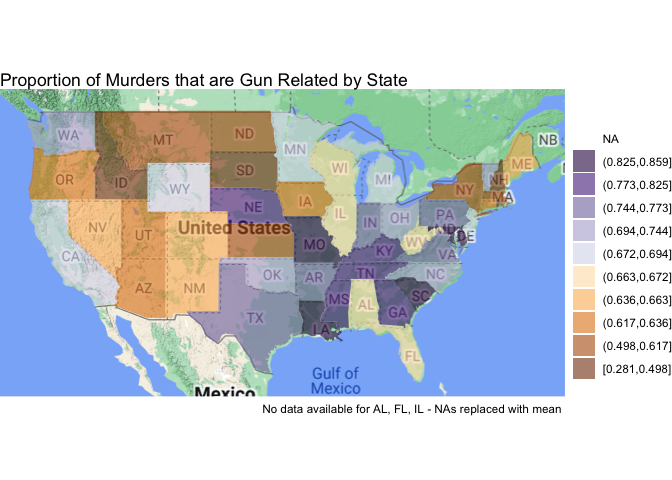 Proportion of Murders that are Gun Related by State
NB
WA
MT
ND
MN
ME
OR
ID
SD
WI
MI
NH
WY
NY
MA
NE
IA
NV
UT
United States
IL
IN
OH
PA
MD
DE
CA
MO
KY
WV
VA
AZ
NM
OK
AR
TN
NC
TX
MS
AL
GA
SC
LA
FL
Gulf of
Mexico
Mexico
No data available for AL, FL, IL - NAs replaced with mean
NA
(0.825,0.859]
(0.773,0.825]
(0.744,0.773]
(0.694,0.744]
(0.672,0.694]
(0.663,0.672]
(0.636,0.663]
(0.617,0.636]
(0.498,0.617]
[0.281,0.498]